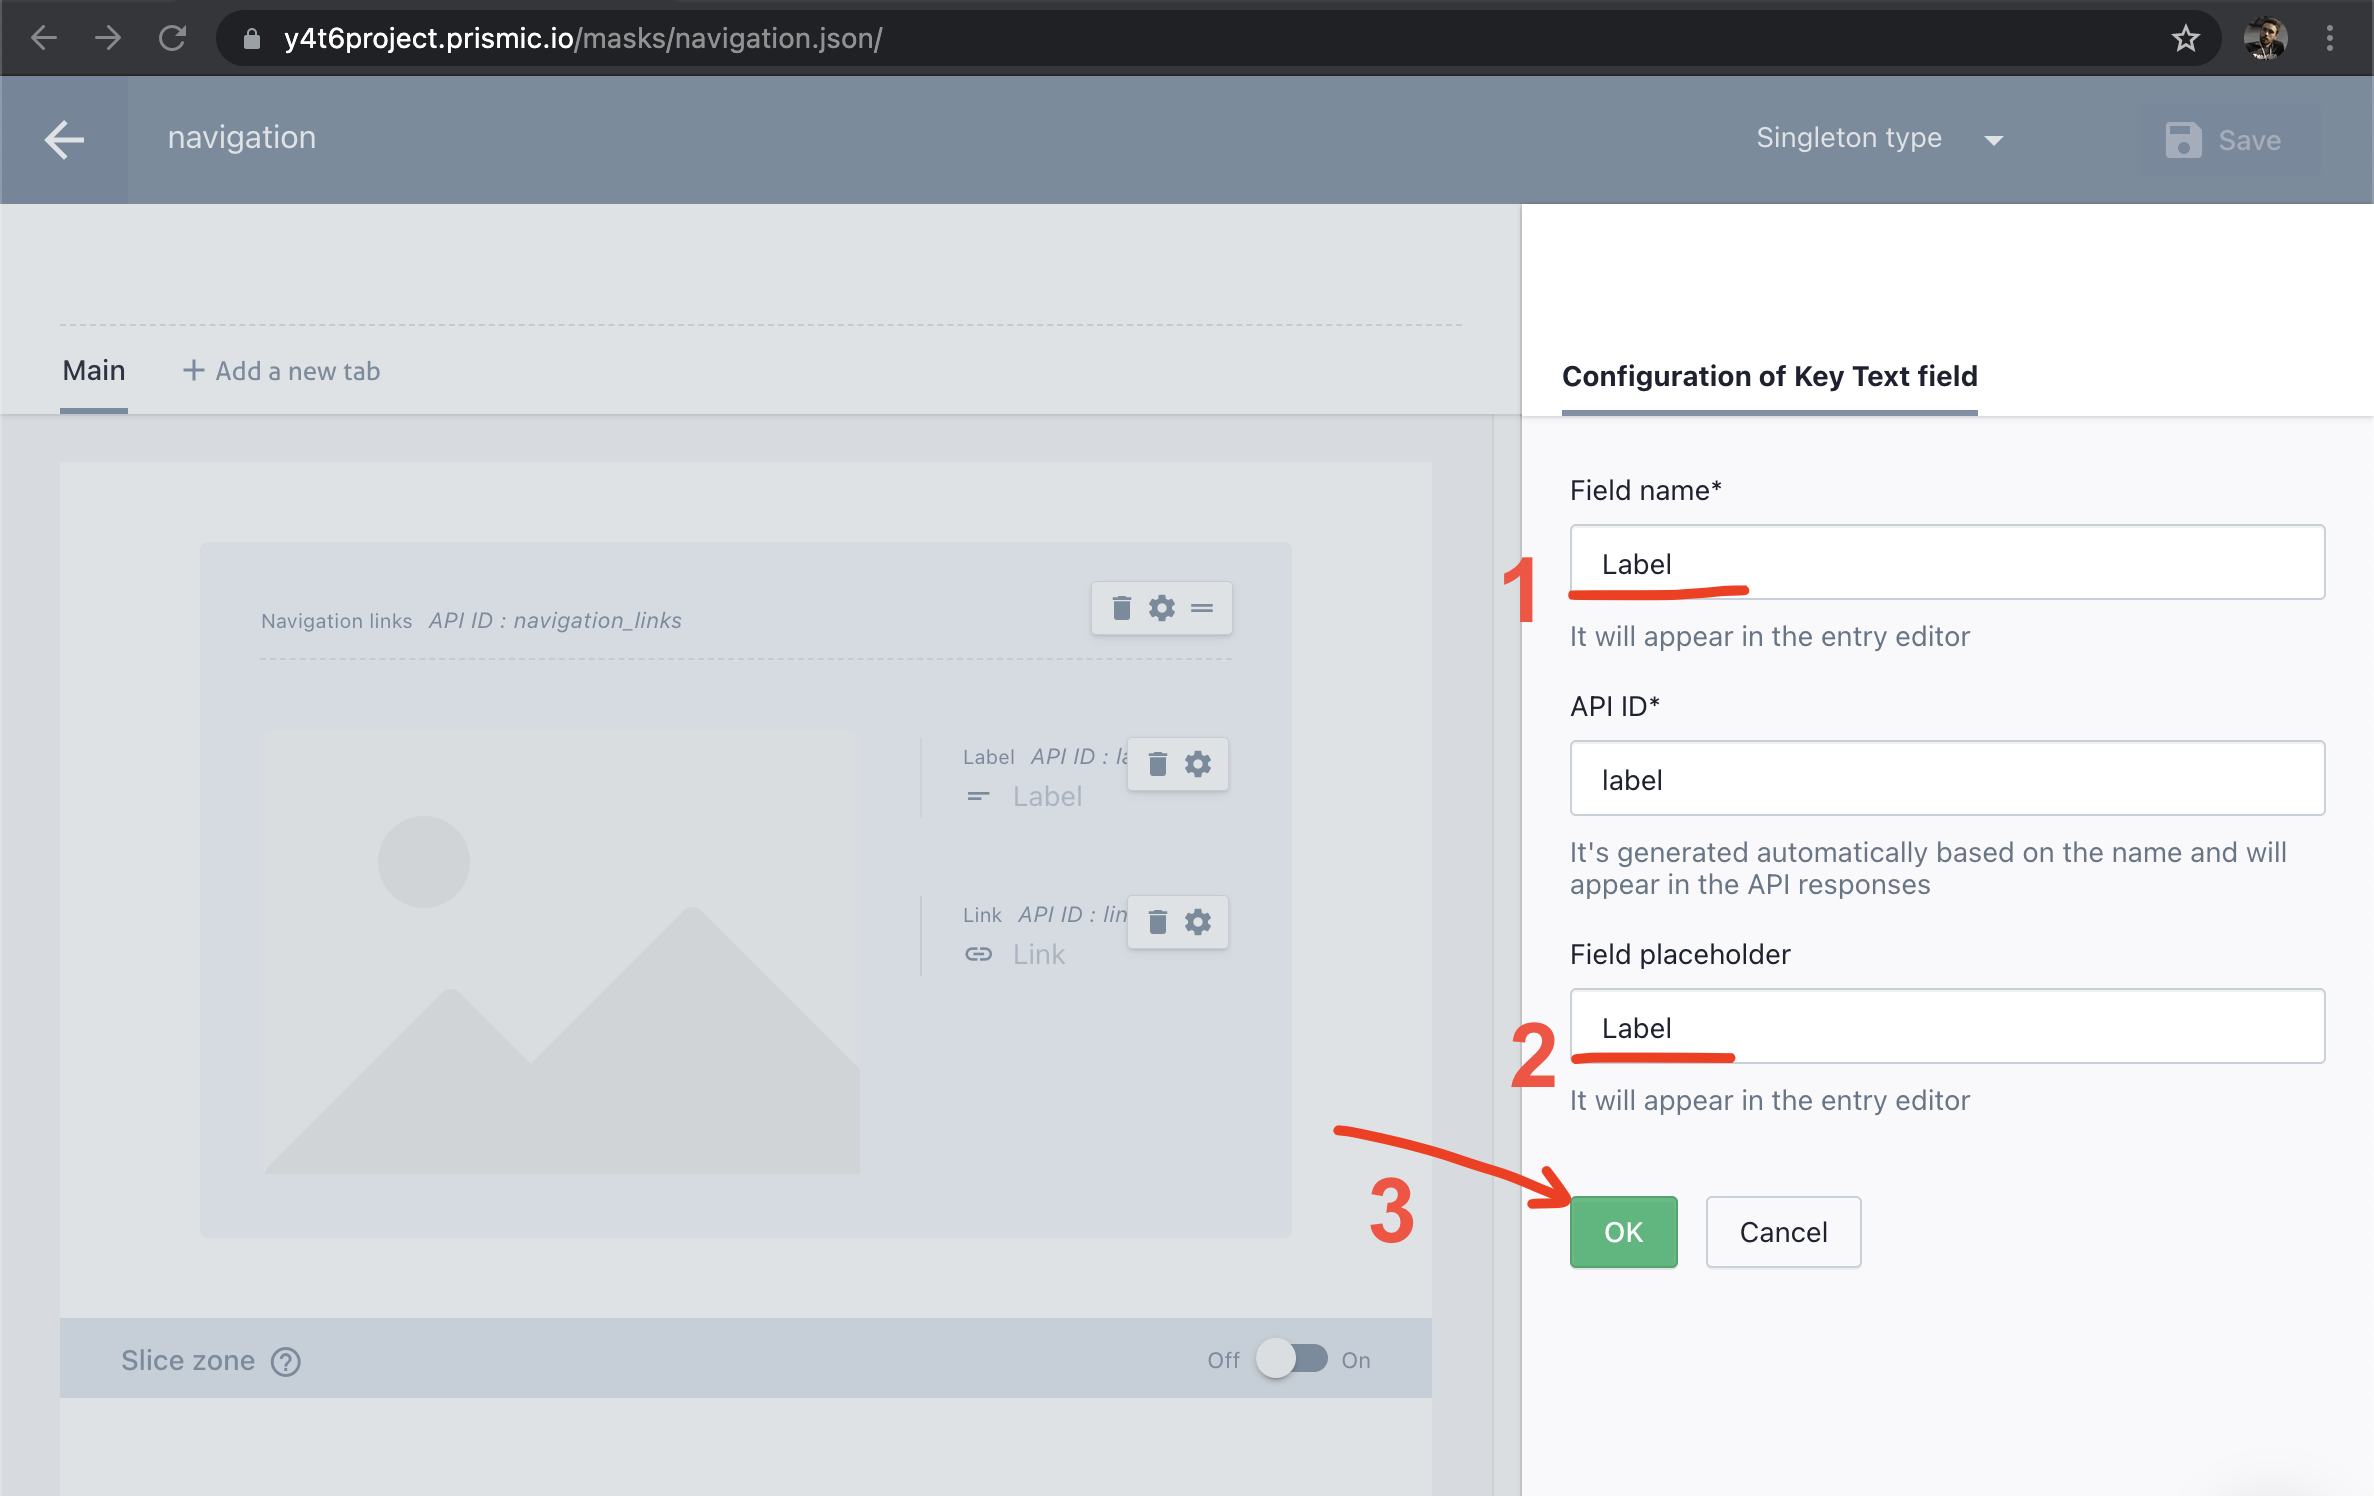 y4t6project.prismic.io/masks/navigation.json/
navigation
Singleton type
Save
Main
+ Add a new tab
Configuration of Key Text field
Navigation links API ID : navigation_links
Label API ID : la
Label
Link API ID : lin
Link
Slice zone ?
Off
On
Field name*
1
Label
It will appear in the entry editor
API ID*
label
It's generated automatically based on the name and will
appear in the API responses
Field placeholder
2
Label
It will appear in the entry editor
3
OK
Cancel